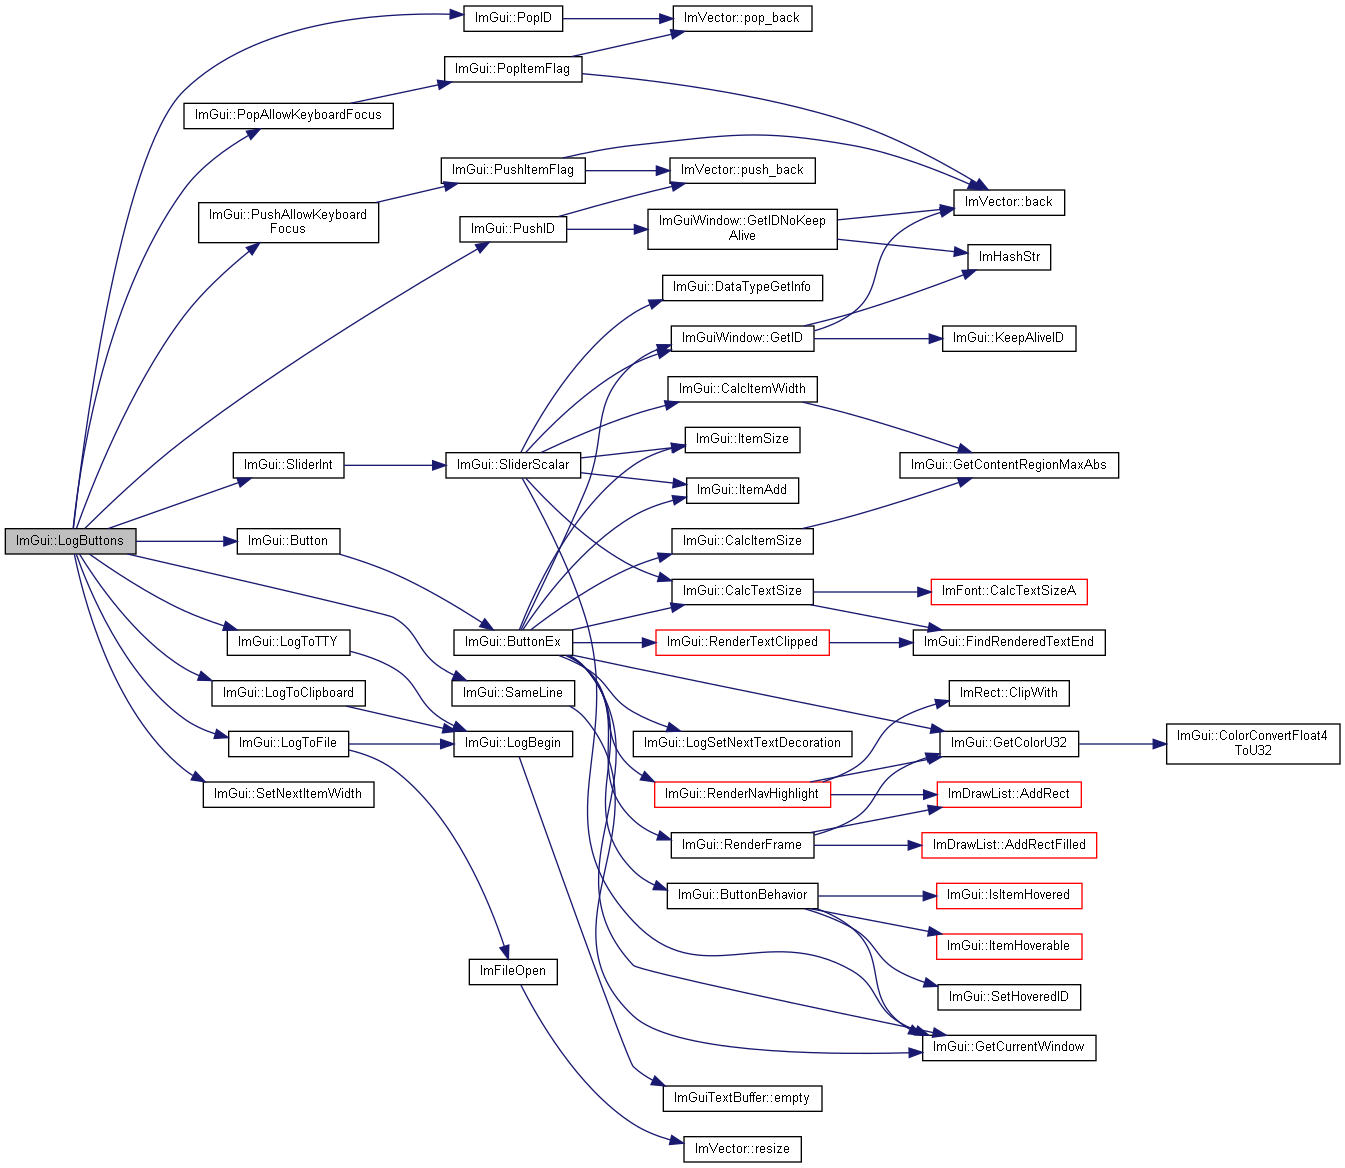 ImGui::PopID
ImVector::pop_back
ImGui::PopItemFlag
ImGui::PopAllowKeyboardFocus
ImGui::PushItemFlag
ImVector::push_back
ImVector::back
ImGui::PushAllowKeyboard
Focus
ImGui::PushID
ImGuiWindow::GetIDNoKeep
Alive
ImHashStr
ImGui::DataTypeGetInfo
ImGuiWindow::GetID
ImGui::KeepAliveID
ImGui::CalcItemWidth
ImGui::ItemSize
ImGui::SliderInt
ImGui::SliderScalar
ImGui::GetContentRegionMaxAbs
ImGui::ItemAdd
ImGui::LogButtons
ImGui::Button
ImGui::CalcItemSize
ImGui::CalcTextSize
ImFont::CalcTextSizeA
ImGui::LogToTTY
ImGui::ButtonEx
ImGui::RenderTextClipped
ImGui::FindRenderedTextEnd
ImGui::LogToClipboard
ImGui::SameLine
ImRect::ClipWith
ImGui::LogToFile
ImGui::LogBegin
ImGui::LogSetNextTextDecoration
ImGui::GetColorU32
ImGui::ColorConvertFloat4
ToU32
ImGui::SetNextItemWidth
ImGui::RenderNavHighlight
ImDrawList::AddRect
ImGui::RenderFrame
ImDrawList::AddRectFilled
ImGui::ButtonBehavior
ImGui::IsItemHovered
ImGui::ItemHoverable
ImFileOpen
ImGui::SetHoveredID
ImGui::GetCurrentWindow
ImGuiTextBuffer::empty
ImVector::resize